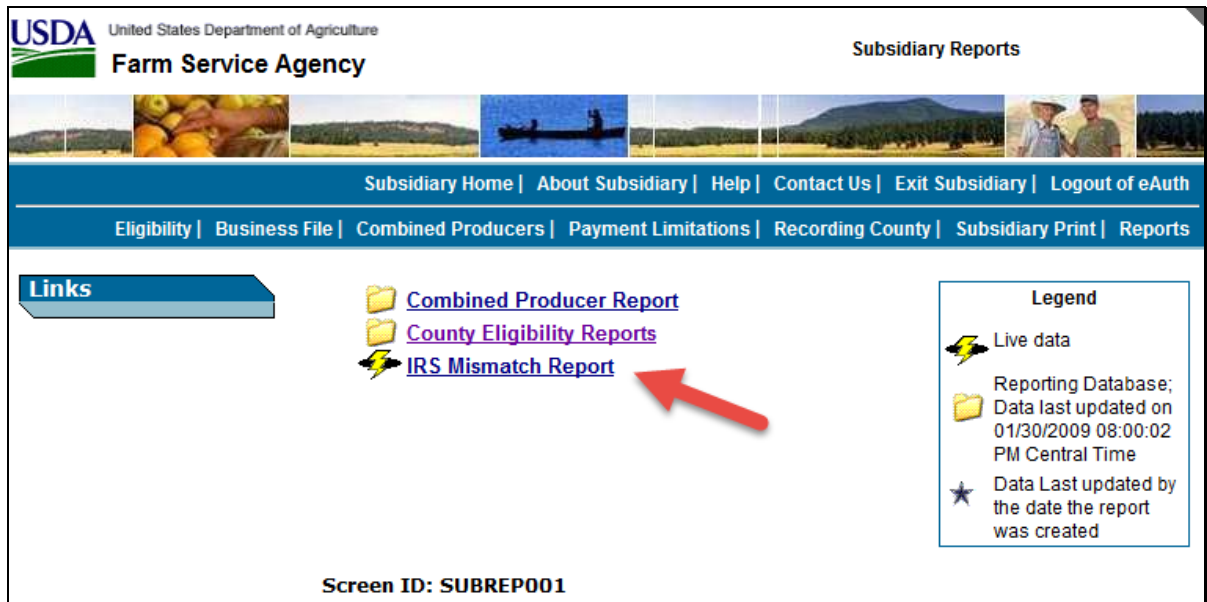 USDA United States Department of Agriculture
Farm Service Agency
Subsidiary Reports
Subsidiary Home | About Subsidiary | Help | Contact Us | Exit Subsidiary | Logout of eAuth
Eligibility | Business File | Combined Producers | Payment Limitations | Recording County | Subsidiary Print | Reports
Links
Combined Producer Report
County Eligibility Reports
IRS Mismatch Report
Legend
Live data
Reporting Database;
Data last updated on
01/30/2009 08:00:02
PM Central Time
Data Last updated by
the date the report
was created
Screen ID: SUBREP001